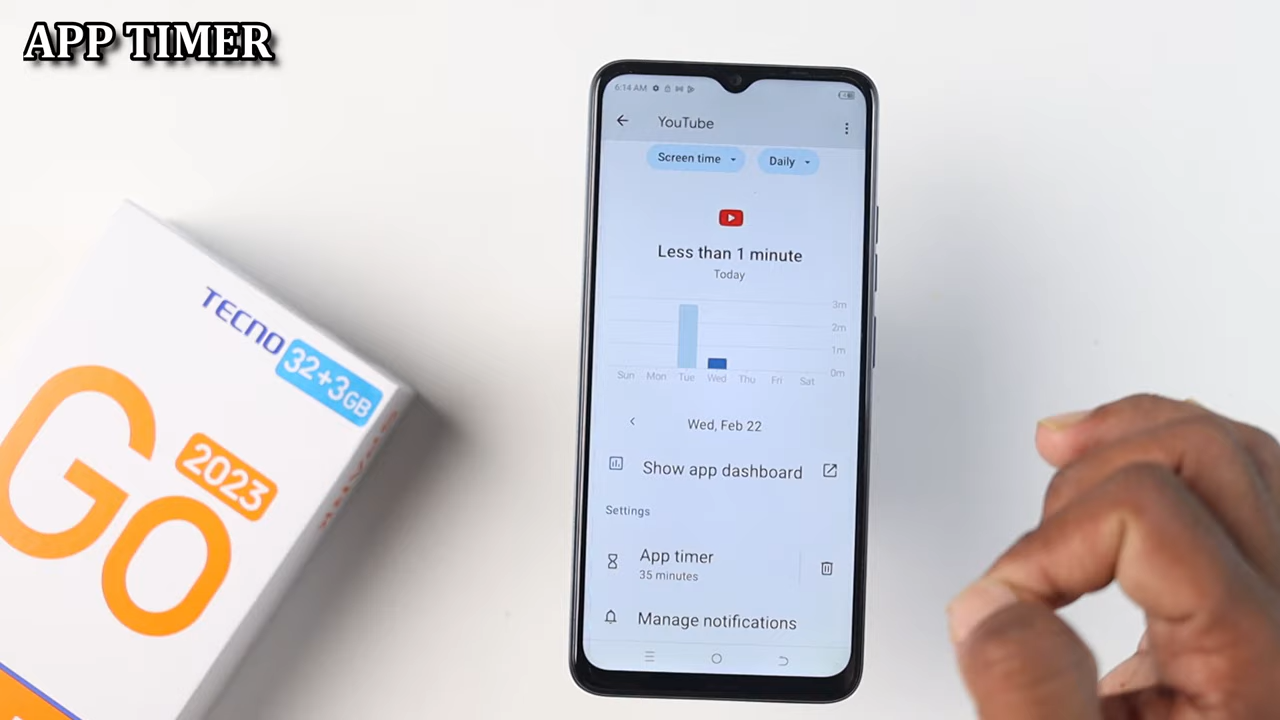 APP TIMER
6:14 AM
YouTube
Screen time
Daily
Less than 1 minute
Today
3m
2m
1m
0m
Sun Mon Tue Wed Thu Fri Sat
Wed, Feb 22
Show app dashboard
Settings
App timer
35 minutes
Manage notifications
TECNO
32+3GB
GO
2023